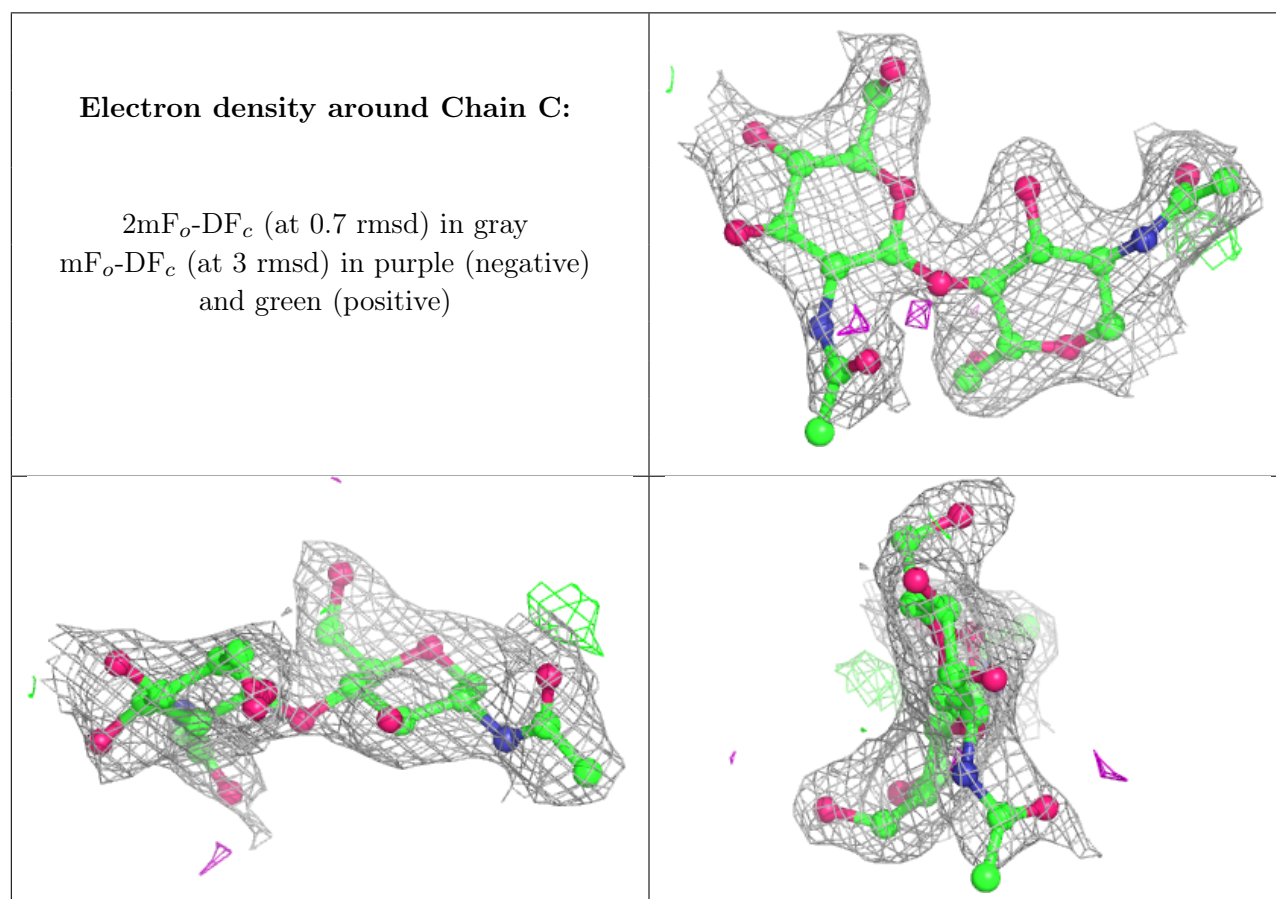 Electron density around Chain C:
2mFo-DFc (at 0.7 rmsd) in gray
mFo-DFc (at 3 rmsd) in purple (negative)
and green (positive)